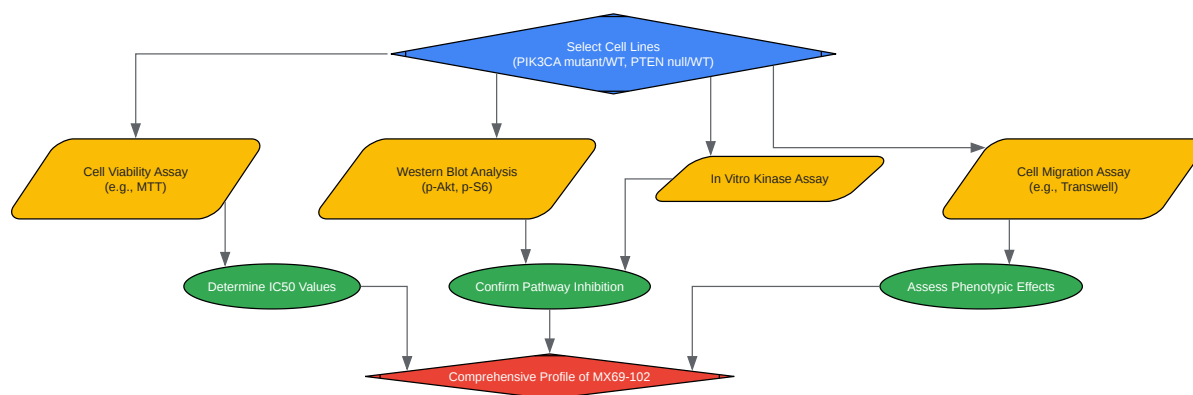 Select Cell Lines
(PIK3CA mutant/WT, PTEN null/WT)
Cell Viability Assay
(e.g., MTT)
Western Blot Analysis
(p-Akt, p-S6)
In Vitro Kinase Assay
Cell Migration Assay
(e.g., Transwell)
Determine IC50 Values
Confirm Pathway Inhibition
Assess Phenotypic Effects
Comprehensive Profile of MX69-102